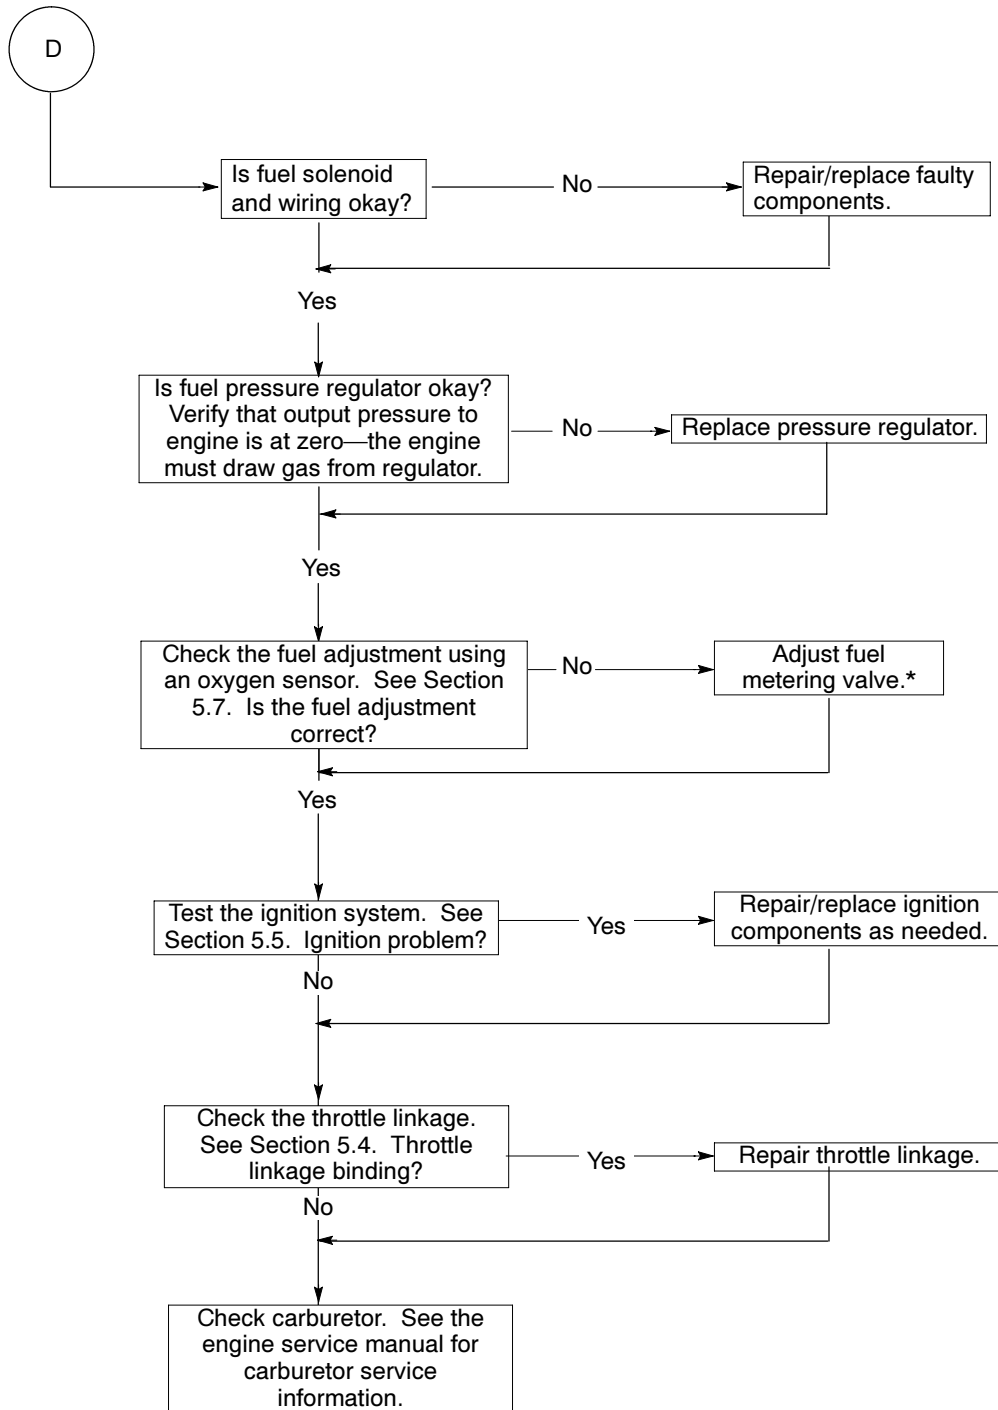 D
Is fuel solenoid
and wiring okay?
No
Repair/replace faulty
components.
Yes
Is fuel pressure regulator okay?
Verify that output pressure to
engine is at zero—the engine
must draw gas from regulator.
No
Replace pressure regulator.
Yes
Check the fuel adjustment using
an oxygen sensor. See Section
5.7. Is the fuel adjustment
correct?
No
Adjust fuel
metering valve.*
Yes
Test the ignition system. See
Section 5.5. Ignition problem?
Yes
Repair/replace ignition
components as needed.
No
Check the throttle linkage.
See Section 5.4. Throttle
linkage binding?
Yes
Repair throttle linkage.
No
Check carburetor. See the
engine service manual for
carburetor service
information.